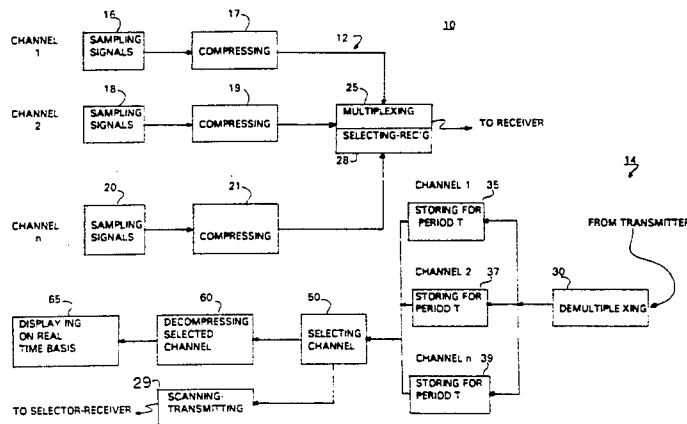 16
17
12
10
CHANNEL
1
SAMPLING
SIGNALS
COMPRESSING
18
19
25
CHANNEL
2
SAMPLING
SIGNALS
COMPRESSING
MULTIPLEXING
SELECTING-REC'G
TO RECEIVER
28
20
21
14
CHANNEL
n
SAMPLING
SIGNALS
COMPRESSING
CHANNEL 1
35
STORING FOR
PERIOD T
FROM TRANSMITTER
65
60
50
CHANNEL 2
37
30
DISPLAYING
ON REAL
TIME BASIS
DECOMPRESSING
SELECTED
CHANNEL
SELECTING
CHANNEL
STORING FOR
PERIOD T
DEMULTIPLEXING
CHANNEL n
39
STORING FOR
PERIOD T
29
SCANNING-
TRANSMITTING
TO SELECTOR-RECEIVER